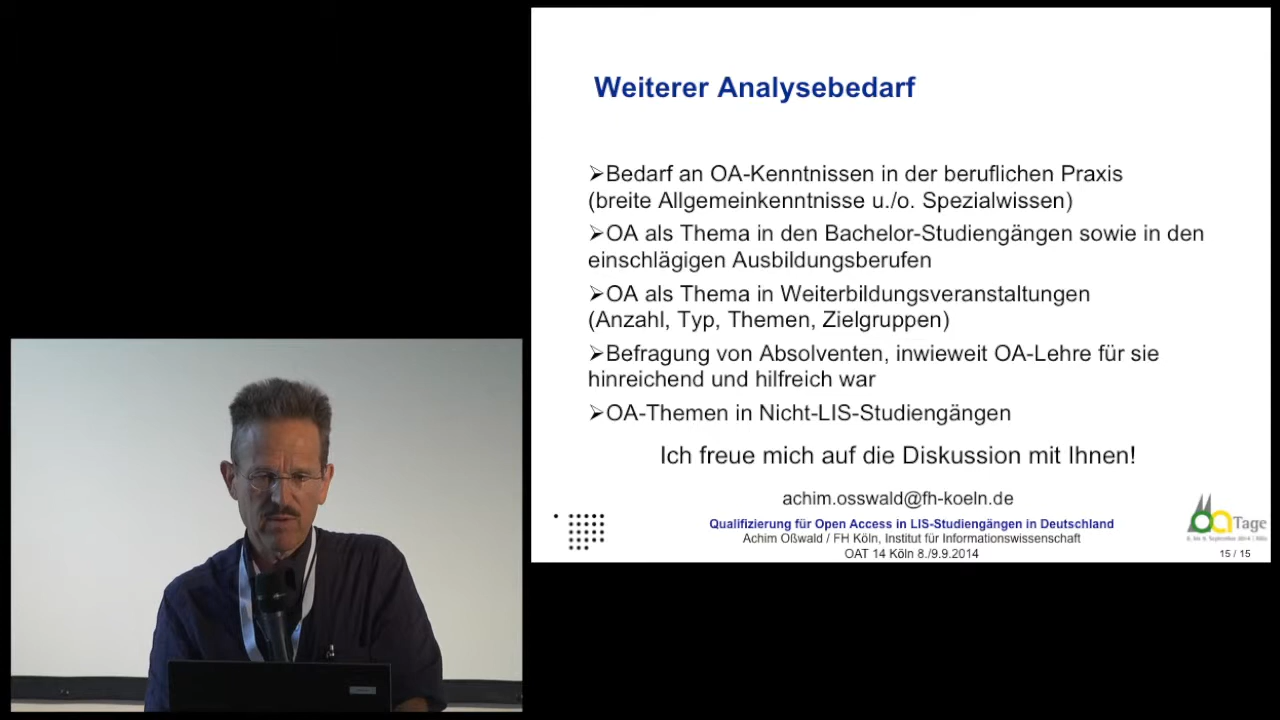 Weiterer Analysebedarf
➢Bedarf an OA-Kenntnissen in der beruflichen Praxis
(breite Allgemeinkenntnisse u./o. Spezialwissen)
➢OA als Thema in den Bachelor-Studiengängen sowie in den
einschlägigen Ausbildungsberufen
➢OA als Thema in Weiterbildungsveranstaltungen
(Anzahl, Typ, Themen, Zielgruppen)
➢Befragung von Absolventen, inwieweit OA-Lehre für sie
hinreichend und hilfreich war
➢OA-Themen in Nicht-LIS-Studiengängen
Ich freue mich auf die Diskussion mit Ihnen!
achim.osswald@fh-koeln.de
Qualifizierung für Open Access in LIS-Studiengängen in Deutschland
Achim Oßwald / FH Köln, Institut für Informationswissenschaft
OAT 14 Köln 8./9.9.2014
oa Tage
15 / 15